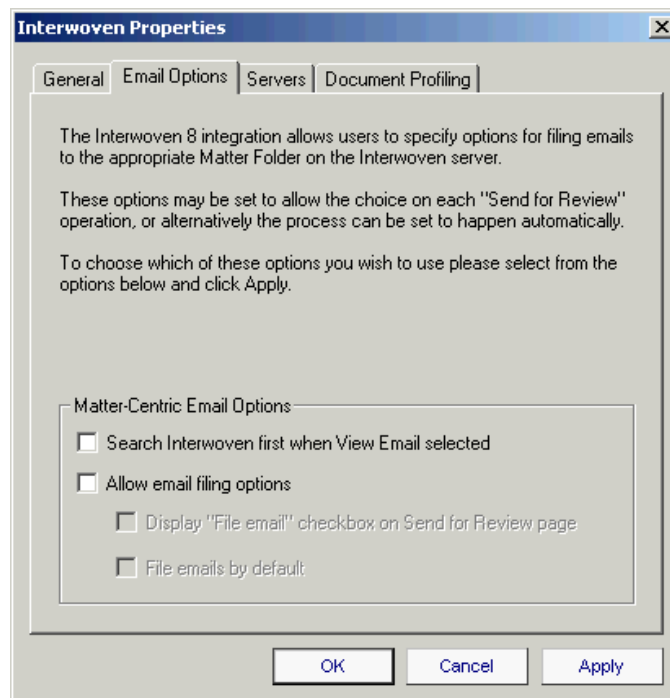 Interwoven Properties
General Email Options Servers Document Profiling
The Interwoven 8 integration allows users to specify options for filing emails
to the appropriate Matter Folder on the Interwoven server.
These options may be set to allow the choice on each "Send for Review"
operation, or alternatively the process can be set to happen automatically.
To choose which of these options you wish to use please select from the
options below and click Apply.
Matter-Centric Email Options
Search Interwoven first when View Email selected
Allow email filing options
Display "File email" checkbox on Send for Review page
File emails by default
OK Cancel Apply